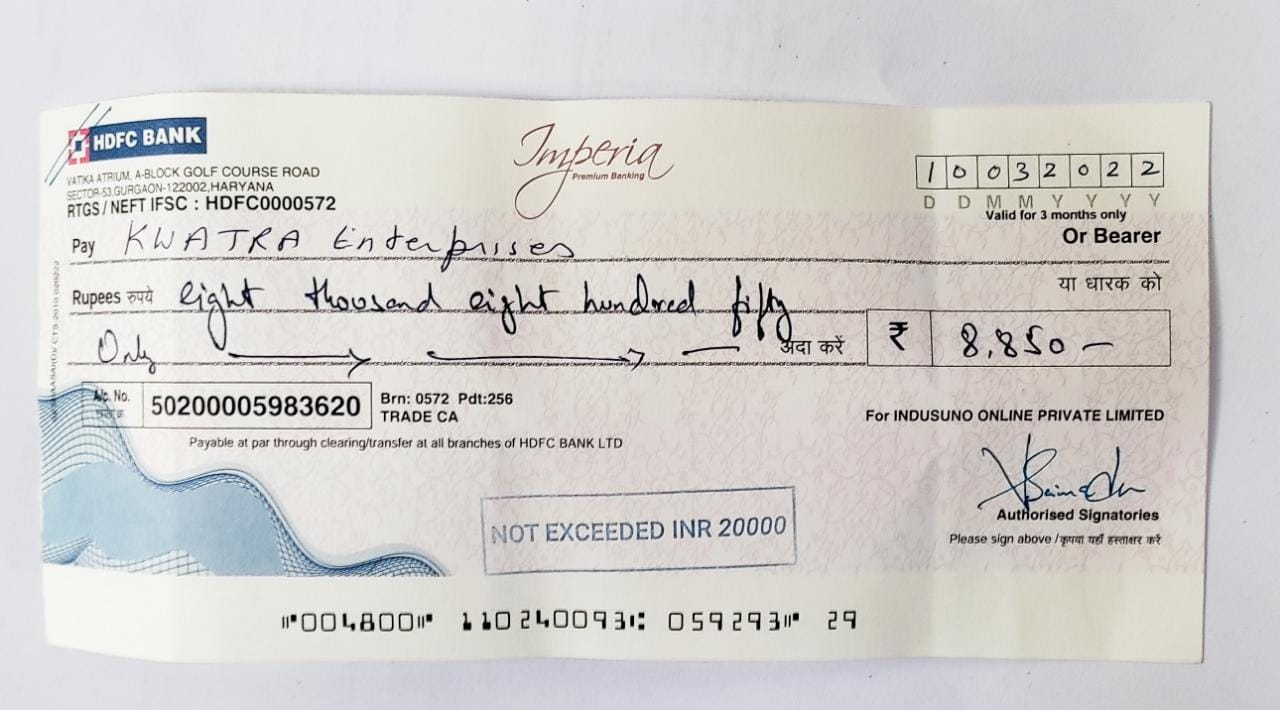 HDFC BANK
Imperia
Premium Banking
VATIKA ATRIUM, A-BLOCK GOLF COURSE ROAD
SECTOR-53,GURGAON-122002,HARYANA
RTGS / NEFT IFSC : HDFC0000572
1 0 0 3 2 0 2 2
D D M M Y Y Y Y
Valid for 3 months only
Pay KWATRA Enterprises
Or Bearer
या धारक को
Rupees रुपये eight thousand eight hundred fifty
Only अदा करें
₹ 8,850 —
A/c. No.
50200005983620
Brn: 0572 Pdt:256
TRADE CA
For INDUSUNO ONLINE PRIVATE LIMITED
Payable at par through clearing/transfer at all branches of HDFC BANK LTD
NOT EXCEEDED INR 20000
Authorised Signatories
Please sign above / कृपया यहाँ हस्ताक्षर करें
⑈004800⑈ 110240093⑆ 059293⑈ 29